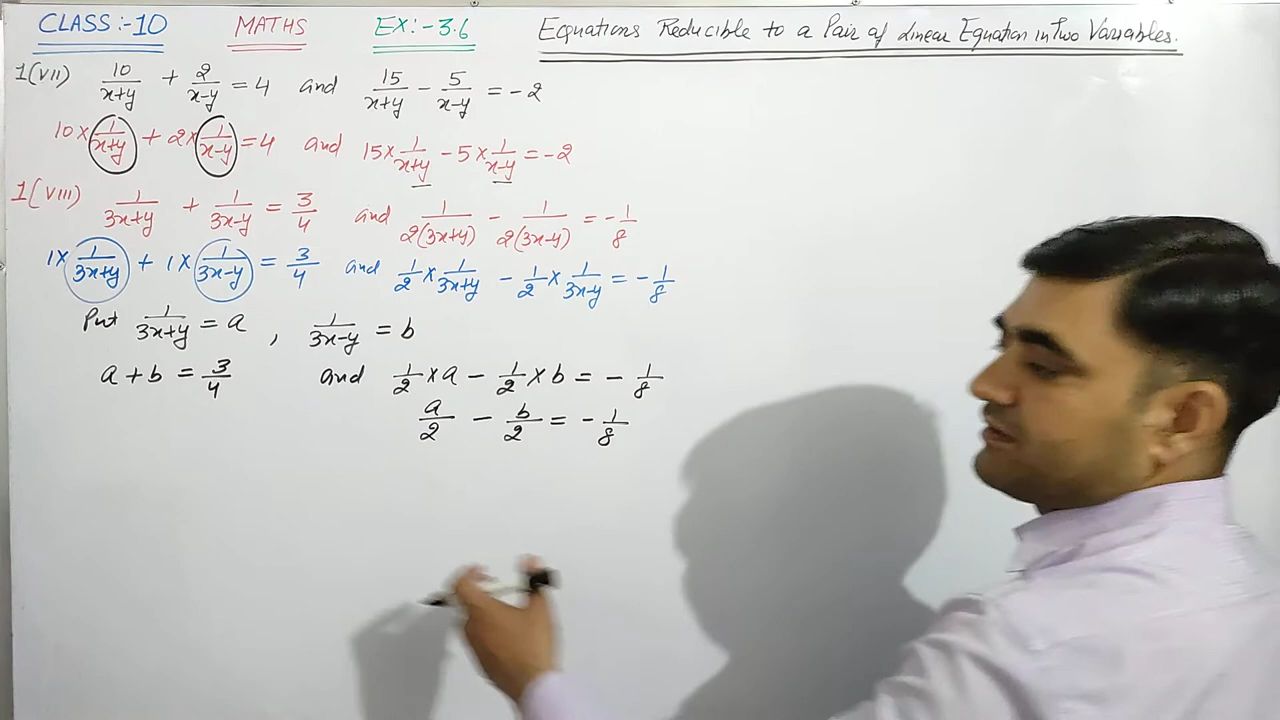 CLASS:-10 MATHS EX:-3.6 Equations Reducible to a Pair of Linear Equation in Two Variables.
1(VII) 10/(x+y) + 2/(x-y) = 4 and 15/(x+y) - 5/(x-y) = -2
10 × 1/(x+y) + 2 × 1/(x-y) = 4 and 15 × 1/(x+y) - 5 × 1/(x-y) = -2
1(VIII) 1/(3x+y) + 1/(3x-y) = 3/4 and 1/2(3x+y) - 1/2(3x-y) = -1/8
1 × 1/(3x+y) + 1 × 1/(3x-y) = 3/4 and 1/2 × 1/(3x+y) - 1/2 × 1/(3x-y) = -1/8
Put 1/(3x+y) = a , 1/(3x-y) = b
a + b = 3/4 and 1/2 × a - 1/2 × b = - 1/8
a/2 - b/2 = -1/8